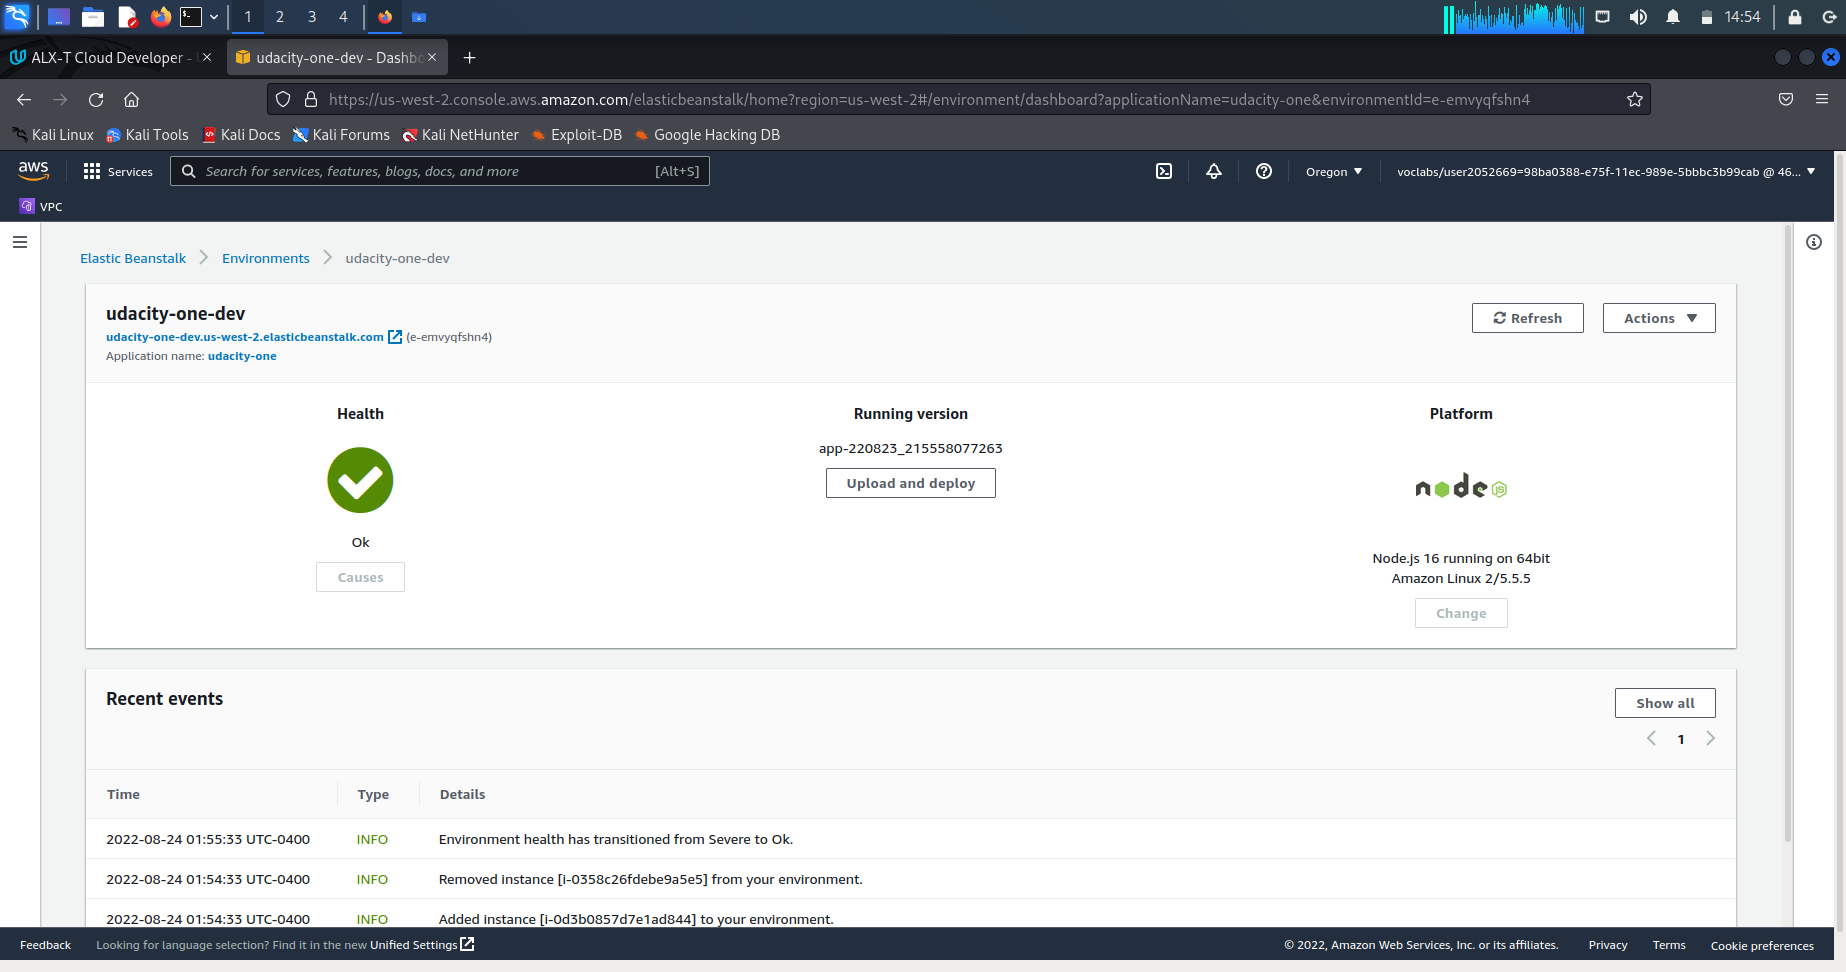 1 2 3 4 14:54
ALX-T Cloud Developer - udacity-one-dev - Dashbo
https://us-west-2.console.aws.amazon.com/elasticbeanstalk/home?region=us-west-2#/environment/dashboard?applicationName=udacity-one&environmentId=e-emvyqfshn4
Kali Linux Kali Tools Kali Docs Kali Forums Kali NetHunter Exploit-DB Google Hacking DB
aws Services Search for services, features, blogs, docs, and more [Alt+S] Oregon voclabs/user2052669=98ba0388-e75f-11ec-989e-5bbbc3b99cab @ 46...
VPC
Elastic Beanstalk Environments udacity-one-dev
udacity-one-dev
Refresh Actions
udacity-one-dev.us-west-2.elasticbeanstalk.com (e-emvyqfshn4)
Application name: udacity-one
Health
Ok
Causes
Running version
app-220823_215558077263
Upload and deploy
Platform
node JS
Node.js 16 running on 64bit
Amazon Linux 2/5.5.5
Change
Recent events
Show all
1
Time Type Details
2022-08-24 01:55:33 UTC-0400 INFO Environment health has transitioned from Severe to Ok.
2022-08-24 01:54:33 UTC-0400 INFO Removed instance [i-0358c26fdebe9a5e5] from your environment.
2022-08-24 01:54:33 UTC-0400 INFO Added instance [i-0d3b0857d7e1ad844] to your environment.
Feedback Looking for language selection? Find it in the new Unified Settings © 2022, Amazon Web Services, Inc. or its affiliates. Privacy Terms Cookie preferences